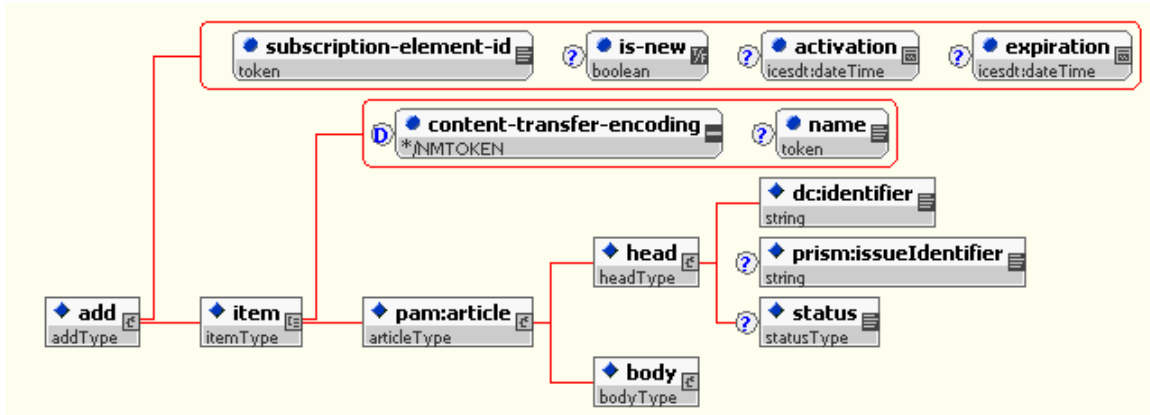 subscription-element-id
token
? is-new
boolean
? activation
icesdt:dateTime
? expiration
icesdt:dateTime
D content-transfer-encoding
*/NMTOKEN
? name
token
dc:identifier
string
head
headType
? prism:issueIdentifier
string
add
addType
item
itemType
pam:article
articleType
? status
statusType
body
bodyType